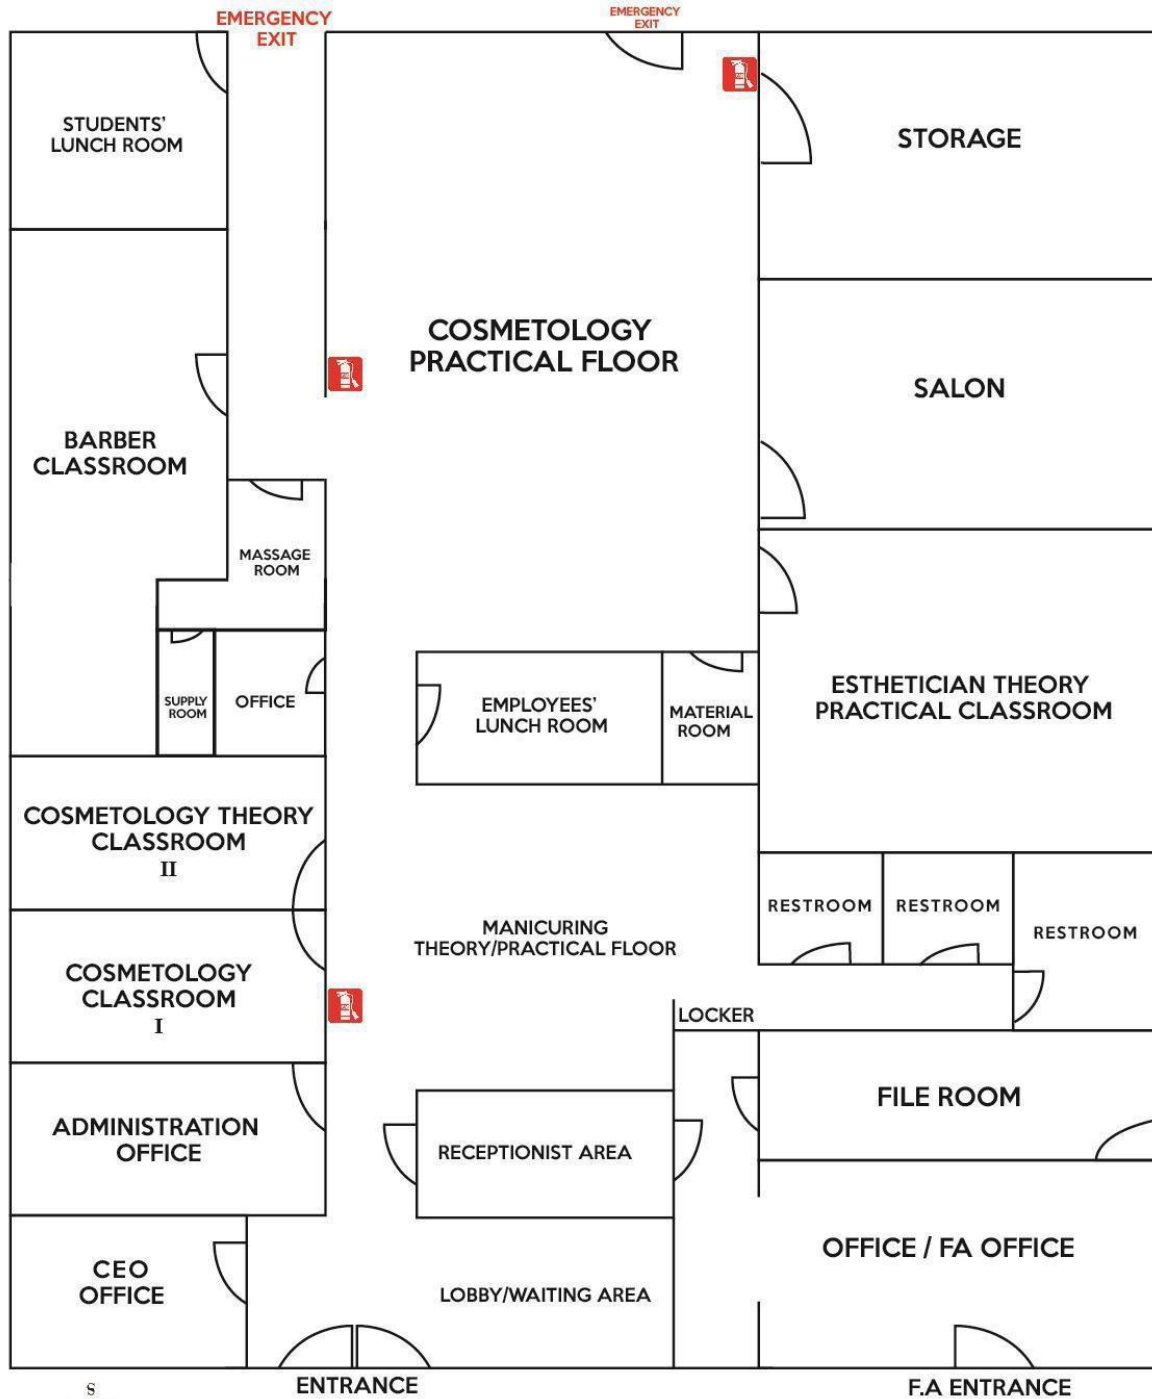 EMERGENCY
EXIT
EMERGENCY
EXIT
STUDENTS'
LUNCH ROOM
STORAGE
COSMETOLOGY
PRACTICAL FLOOR
SALON
BARBER
CLASSROOM
MASSAGE
ROOM
SUPPLY
ROOM
OFFICE
EMPLOYEES'
LUNCH ROOM
MATERIAL
ROOM
ESTHETICIAN THEORY
PRACTICAL CLASSROOM
COSMETOLOGY THEORY
CLASSROOM
II
RESTROOM
RESTROOM
RESTROOM
MANICURING
THEORY/PRACTICAL FLOOR
COSMETOLOGY
CLASSROOM
I
LOCKER
FILE ROOM
ADMINISTRATION
OFFICE
RECEPTIONIST AREA
OFFICE / FA OFFICE
CEO
OFFICE
LOBBY/WAITING AREA
S
ENTRANCE
F.A ENTRANCE